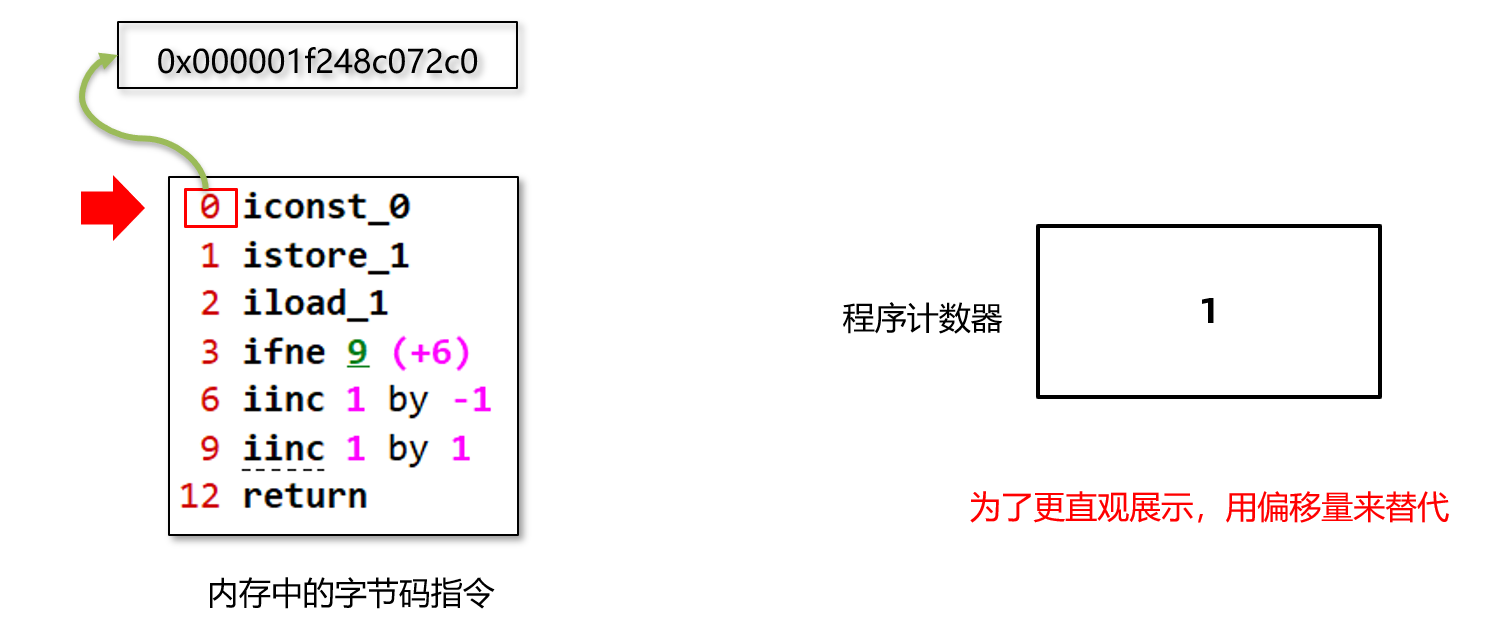 0x000001f248c072c0
0 iconst_0
1 istore_1
2 iload_1
3 ifne 9 (+6)
6 iinc 1 by -1
9 iinc 1 by 1
12 return
内存中的字节码指令
程序计数器
1
为了更直观展示，用偏移量来替代